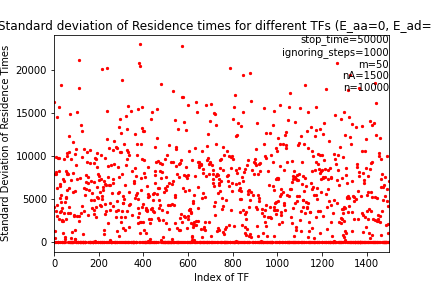 Standard deviation of Residence times for different TFs (E_aa=0, E_ad=
stop_time=50000
ignoring_steps=1000
m=50
nA=1500
n=10000
Standard Deviation of Residence Times
20000
15000
10000
5000
0
0 200 400 600 800 1000 1200 1400
Index of TF